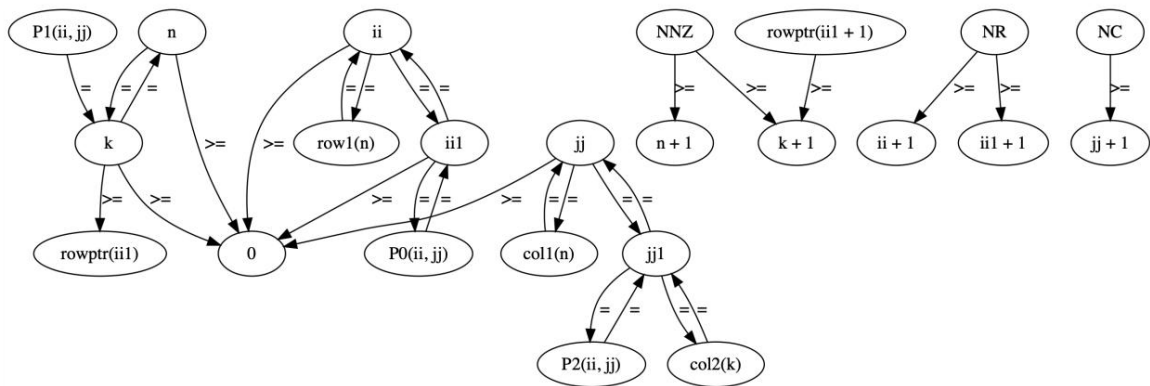 P1(ii, jj)
n
ii
NNZ
rowptr(ii1 + 1)
NR
NC
=
=
=
>=
>=
=
=
=
=
>=
>=
>=
>=
>=
>=
k
row1(n)
ii1
jj
n + 1
k + 1
ii + 1
ii1 + 1
jj + 1
>=
>=
>=
=
=
>=
=
=
=
=
rowptr(ii1)
0
P0(ii, jj)
col1(n)
jj1
=
=
=
=
P2(ii, jj)
col2(k)